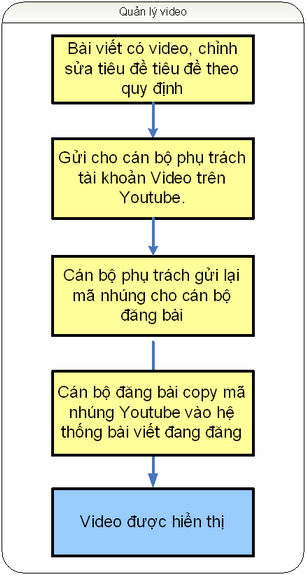 Quản lý video
Bài viết có video, chỉnh
sửa tiêu đề tiêu đề theo
quy định
Gửi cho cán bộ phụ trách
tài khoản Video trên
Youtube.
Cán bộ phụ trách gửi lại
mã nhúng cho cán bộ
đăng bài
Cán bộ đăng bài copy mã
nhúng Youtube vào hệ
thống bài viết đang đăng
Video được hiển thị